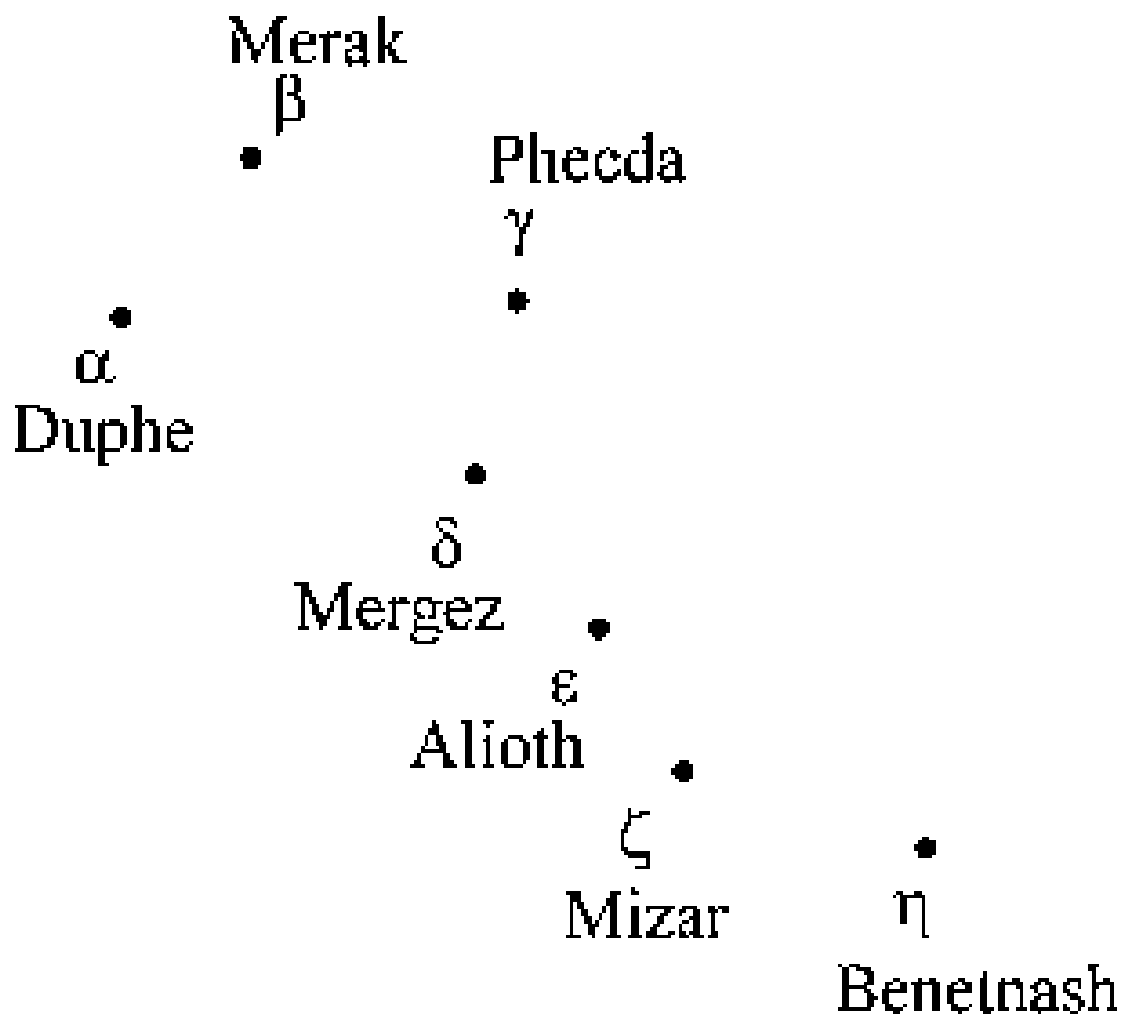 Merak
β
Phecda
γ
α
Duphe
δ
Mergez
ε
Alioth
ζ
Mizar
η
Benetnash